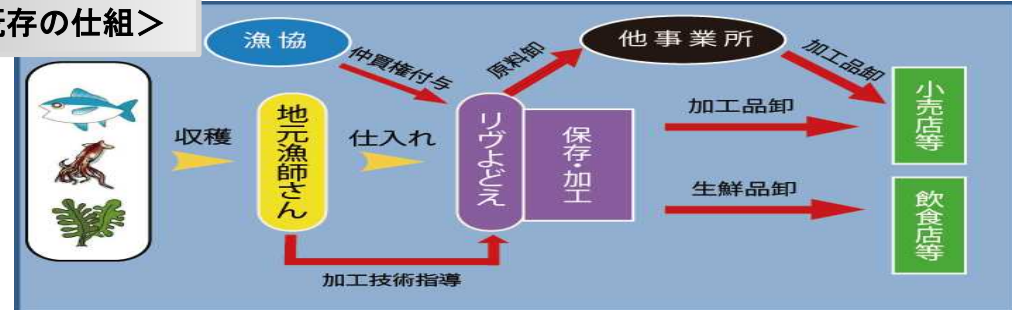 存の仕組＞
漁協
仲買権付与
原料卸
他事業所
加工品卸
収穫
地元漁師さん
仕入れ
リヴよどえ
保存・加工
加工品卸
小売店等
生鮮品卸
飲食店等
加工技術指導